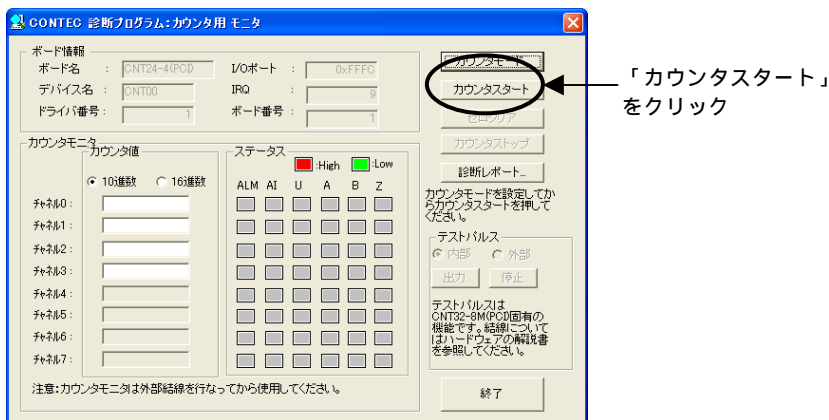 CONTEC 診断プログラム:カウンタ用 モニタ
ボード情報
ボード名 : CNT24-4(PCI) I/Oポート : 0xFFFC
デバイス名 : CNT00 IRQ : 9
ドライバ番号 : 1 ボード番号 : 1
カウンタモード
カウンタスタート
ゼロクリア
カウンタストップ
診断レポート...
カウンタモードを設定してか
らカウンタスタートを押して
ください。
「カウンタスタート」
をクリック
カウンタモニタ
カウンタ値
10進数 16進数
ステータス
:High :Low
ALM AI U A B Z
チャネル0 :
チャネル1 :
チャネル2 :
チャネル3 :
チャネル4 :
チャネル5 :
チャネル6 :
チャネル7 :
テストパルス
内部 外部
出力 停止
テストパルスは
CNT32-8M(PCI)固有の
機能です。結線について
はハードウェアの解説書
を参照してください。
注意:カウンタモニタは外部結線を行なってから使用してください。
終了